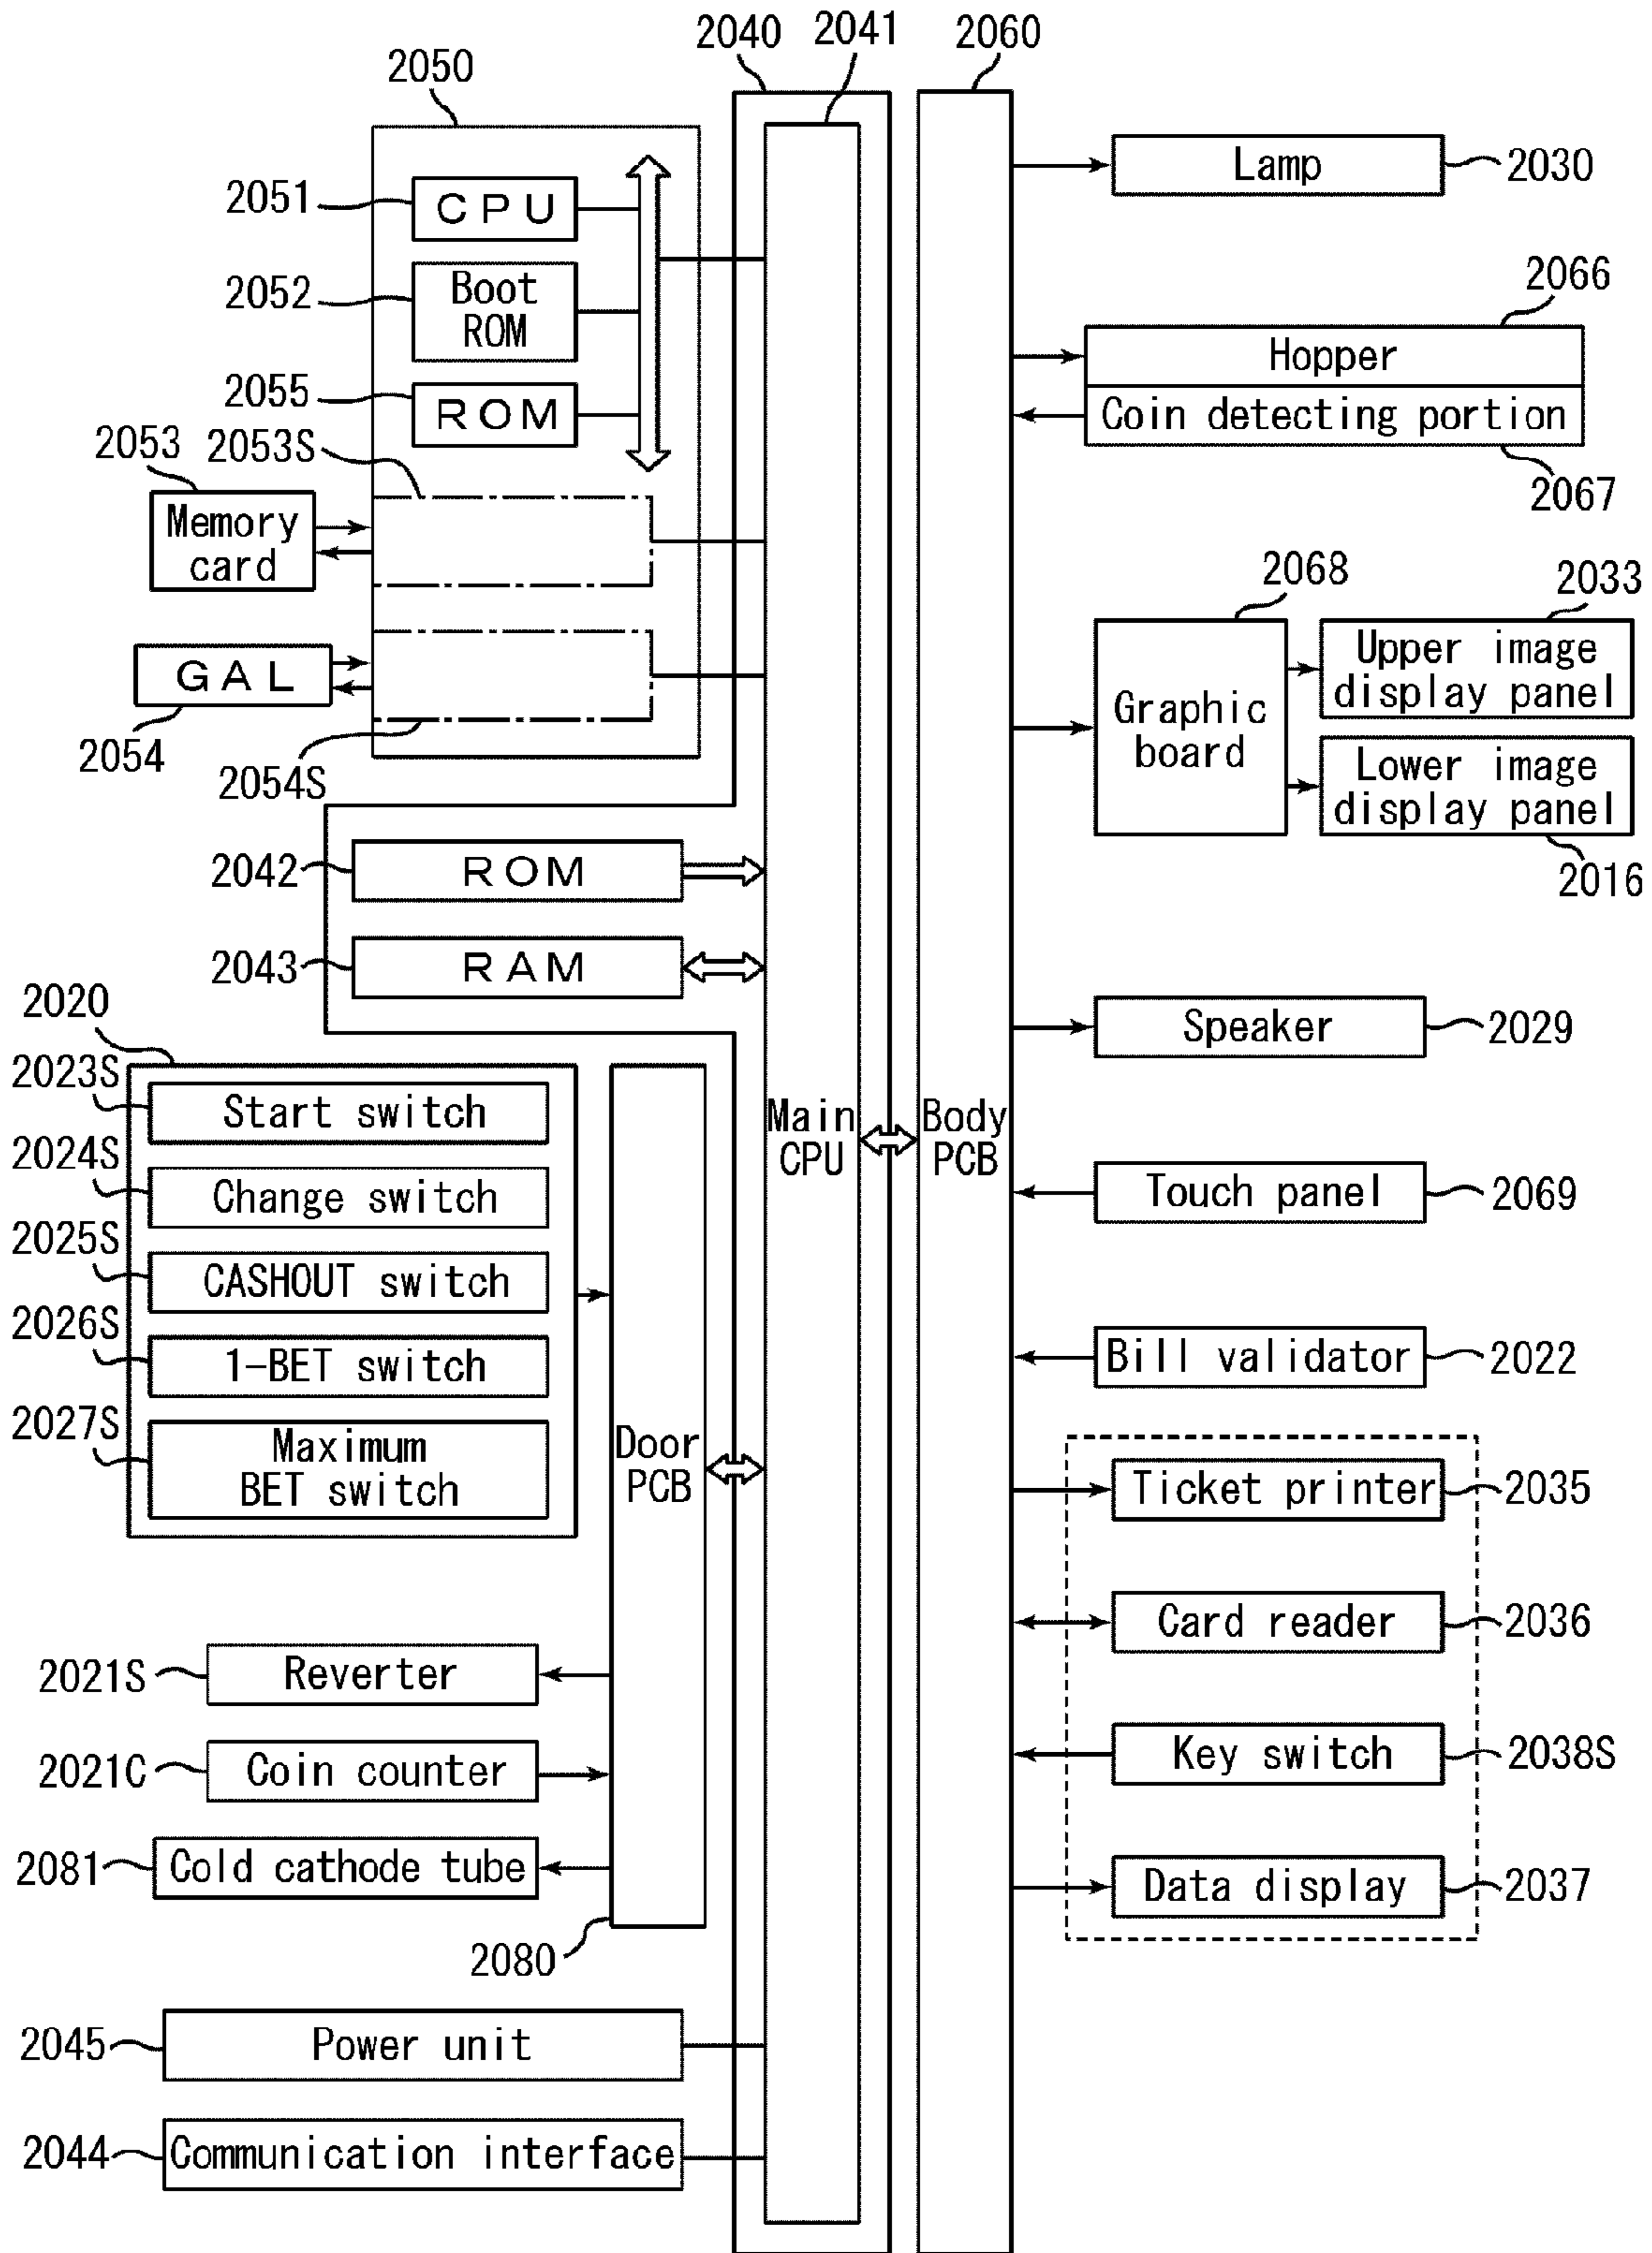 2040
2041
2060
2050
2051
CPU
2052
Boot
ROM
2055
ROM
2053S
2053
Memory
card
GAL
2054
2054S
2042
ROM
2043
RAM
2020
2023S
Start switch
2024S
Change switch
2025S
CASHOUT switch
2026S
1-BET switch
2027S
Maximum
BET switch
Door
PCB
Main
CPU
Body
PCB
2021S
Reverter
2021C
Coin counter
2081
Cold cathode tube
2080
2045
Power unit
2044
Communication interface
Lamp
2030
2066
Hopper
Coin detecting portion
2067
2068
2033
Graphic
board
Upper image
display panel
Lower image
display panel
2016
Speaker
2029
Touch panel
2069
Bill validator
2022
Ticket printer
2035
Card reader
2036
Key switch
2038S
Data display
2037